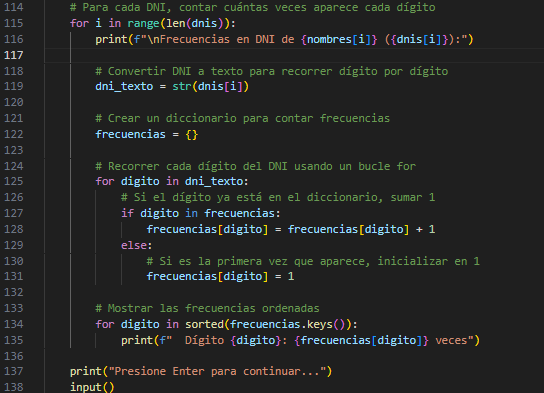 114 # Para cada DNI, contar cuántas veces aparece cada dígito
115 for i in range(len(dnis)):
116     print(f"\nFrecuencias en DNI de {nombres[i]} ({dnis[i]}):")
117
118     # Convertir DNI a texto para recorrer dígito por dígito
119     dni_texto = str(dnis[i])
120
121     # Crear un diccionario para contar frecuencias
122     frecuencias = {}
123
124     # Recorrer cada dígito del DNI usando un bucle for
125     for digito in dni_texto:
126         # Si el dígito ya está en el diccionario, sumar 1
127         if digito in frecuencias:
128             frecuencias[digito] = frecuencias[digito] + 1
129         else:
130             # Si es la primera vez que aparece, inicializar en 1
131             frecuencias[digito] = 1
132
133     # Mostrar las frecuencias ordenadas
134     for digito in sorted(frecuencias.keys()):
135         print(f"  Dígito {digito}: {frecuencias[digito]} veces")
136
137 print("Presione Enter para continuar...")
138 input()